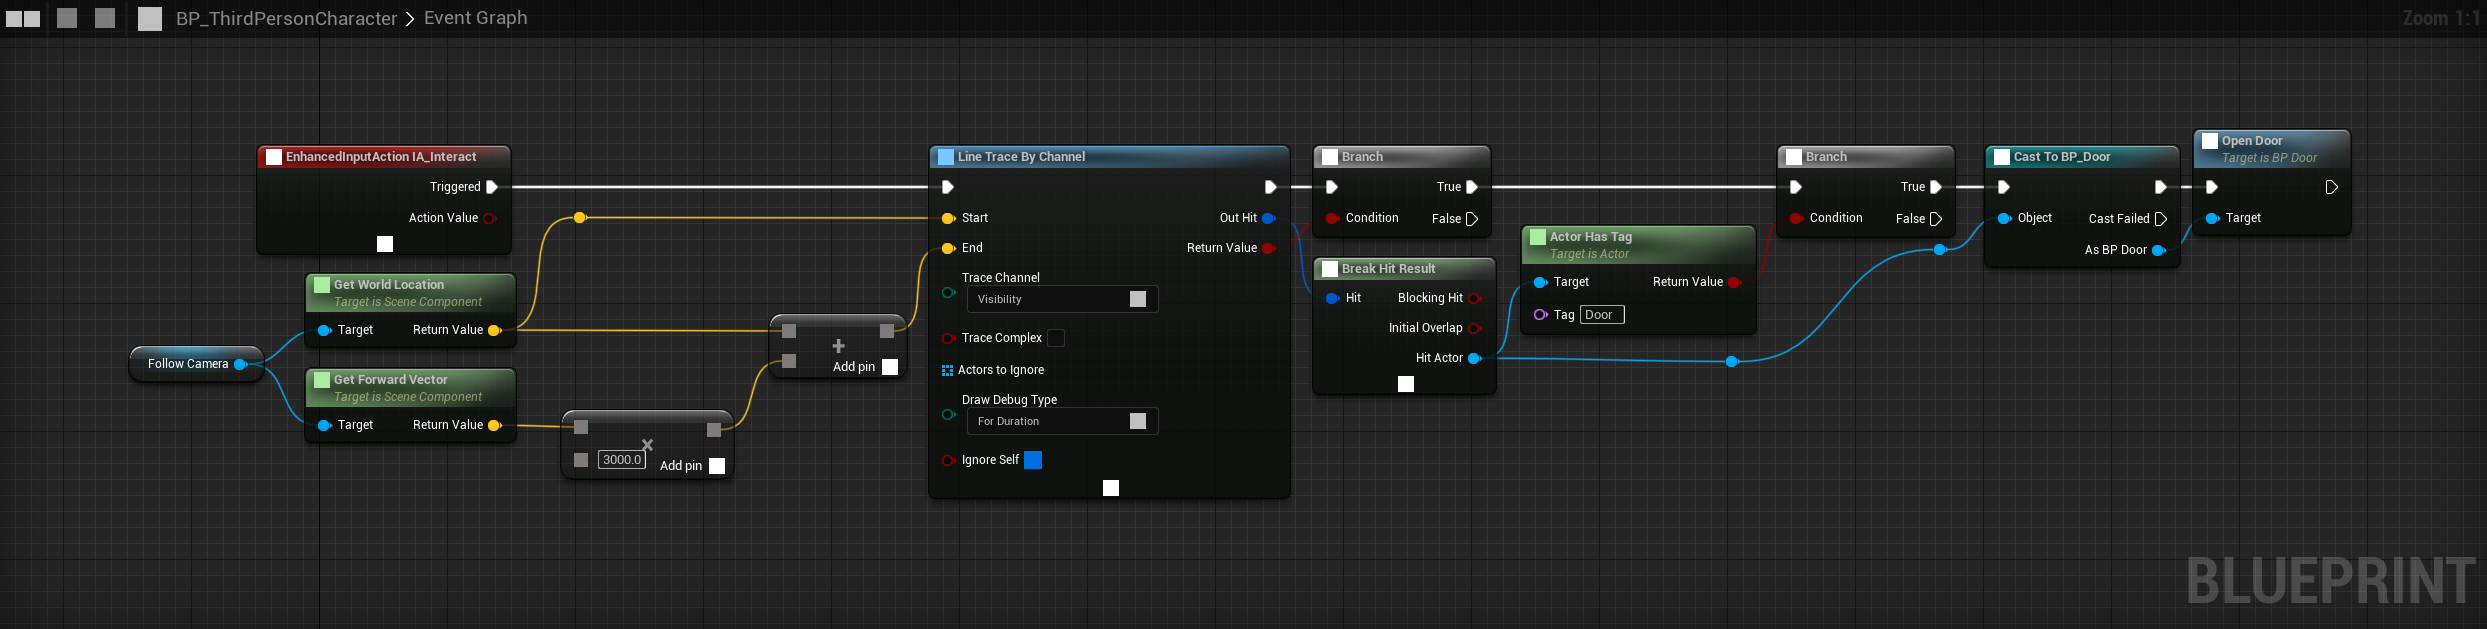 BP_ThirdPersonCharacter > Event Graph
Zoom 1:1
EnhancedInputAction IA_Interact
Triggered
Action Value
Get World Location
Target is Scene Component
Target Return Value
Follow Camera
Get Forward Vector
Target is Scene Component
Target Return Value
×
3000.0
Add pin
+
Add pin
Line Trace By Channel
Start Out Hit
End Return Value
Trace Channel
Visibility
Trace Complex
Actors to Ignore
Draw Debug Type
For Duration
Ignore Self
Branch
True
Condition False
Break Hit Result
Hit Blocking Hit
Initial Overlap
Hit Actor
Actor Has Tag
Target is Actor
Target Return Value
Tag Door
Branch
True
Condition False
Cast To BP_Door
Object Cast Failed
As BP Door
Open Door
Target is BP Door
Target
BLUEPRINT